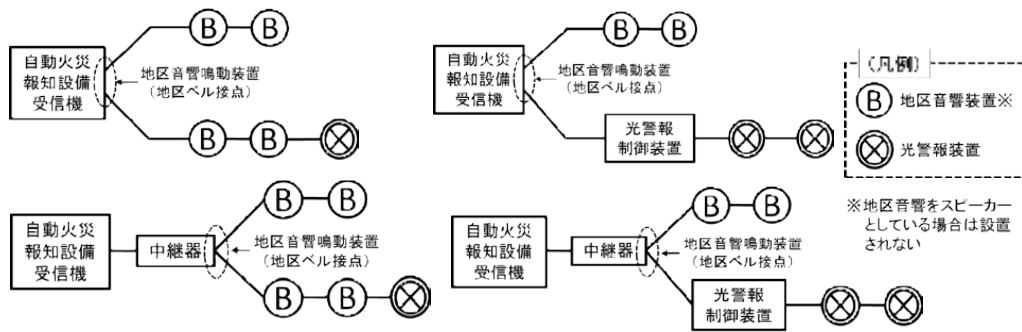 自動火災
報知設備
受信機
B
B
地区音響鳴動装置
(地区ベル接点)
B
B
自動火災
報知設備
受信機
B
B
地区音響鳴動装置
(地区ベル接点)
光警報
制御装置
(凡例)
B
地区音響装置※
光警報装置
※地区音響をスピーカー
としている場合は設置
されない
自動火災
報知設備
受信機
中継器
B
B
地区音響鳴動装置
(地区ベル接点)
B
B
自動火災
報知設備
受信機
中継器
B
B
地区音響鳴動装置
(地区ベル接点)
光警報
制御装置